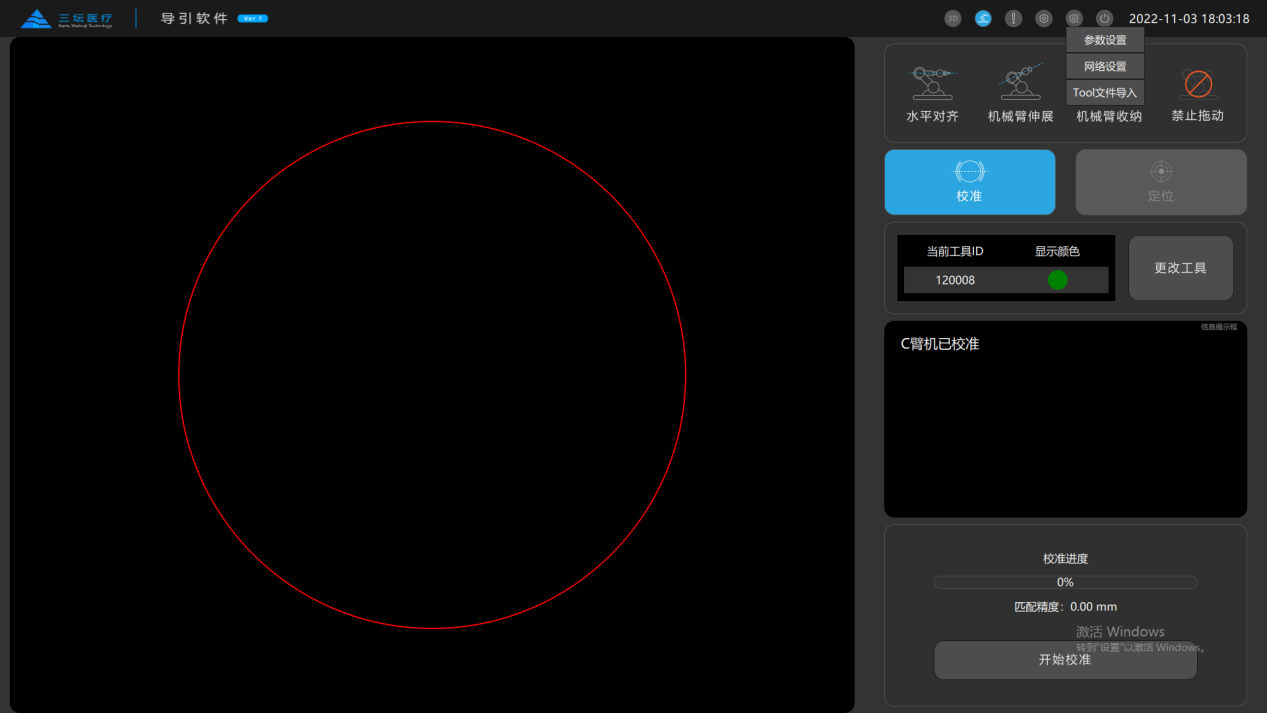 三坛医疗
Santa Medical Technology
导引软件
Ver 1
3D
2022-11-03 18:03:18
参数设置
网络设置
Tool文件导入
水平对齐
机械臂伸展
机械臂收纳
禁止拖动
校准
定位
当前工具ID
显示颜色
120008
更改工具
信息提示框
C臂机已校准
校准进度
0%
匹配精度：0.00 mm
激活 Windows
转到"设置"以激活 Windows。
开始校准